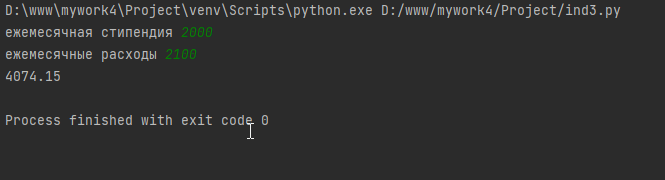 D:\www\mywork4\Project\venv\Scripts\python.exe D:/www/mywork4/Project/ind3.py
ежемесячная стипендия 2000
ежемесячные расходы 2100
4074.15
Process finished with exit code 0